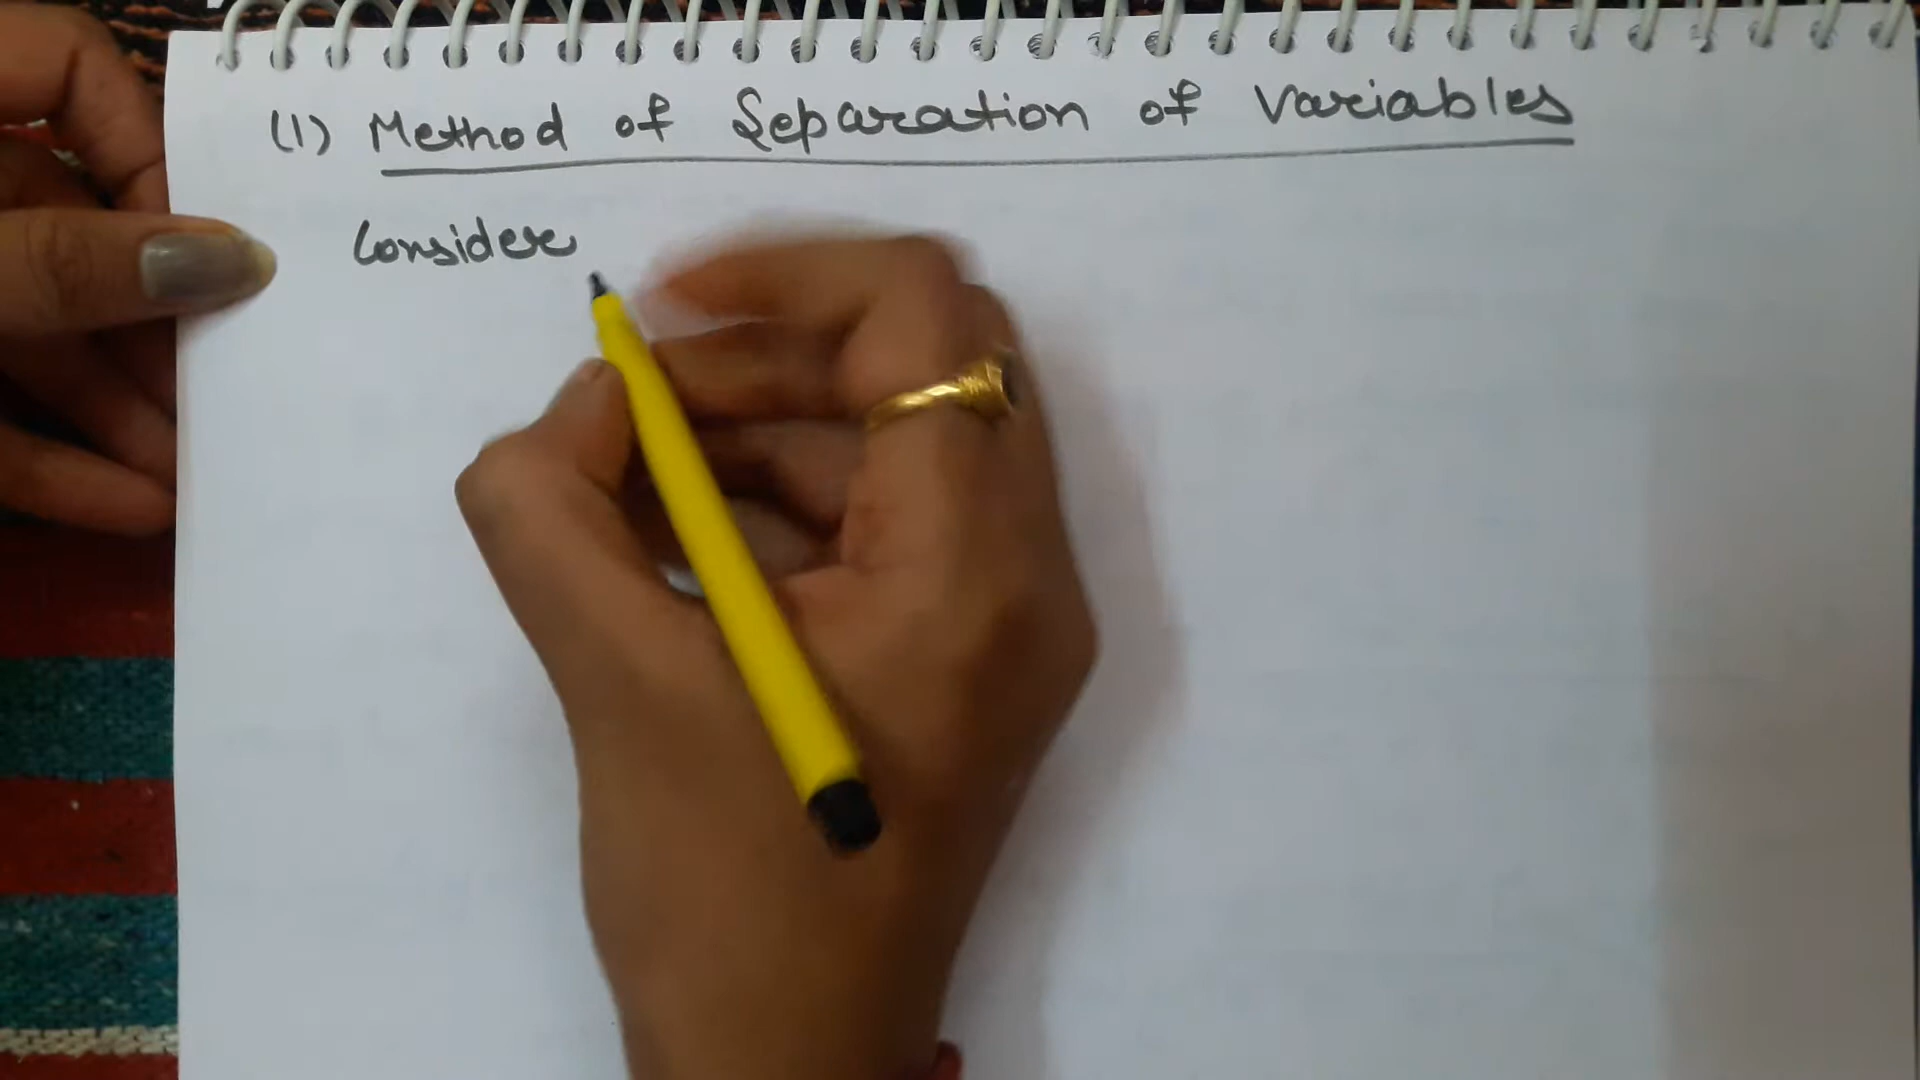 (1) Method of Separation of Variables
Consider